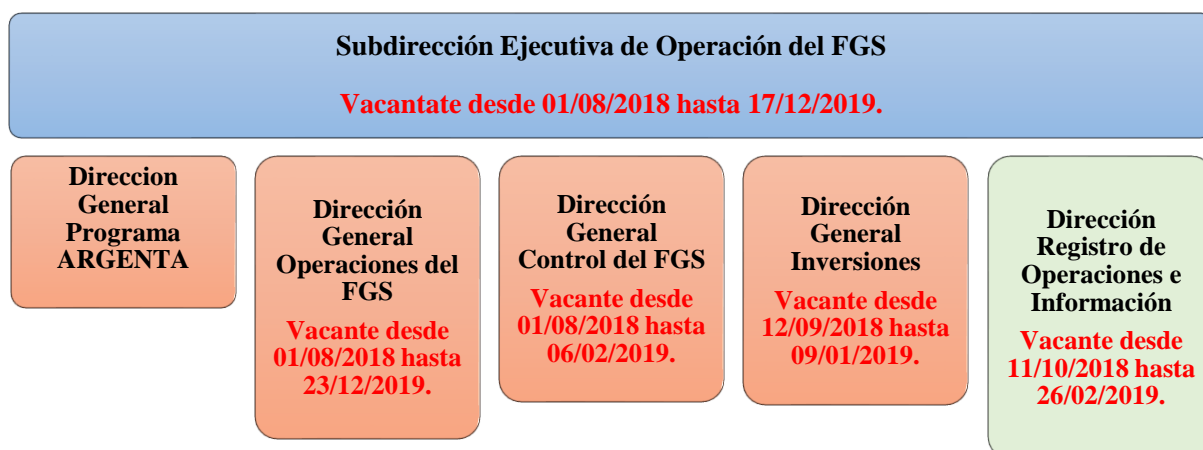 Subdirección Ejecutiva de Operación del FGS
Vacantate desde 01/08/2018 hasta 17/12/2019.
Direccion
General
Programa
ARGENTA
Dirección
General
Operaciones del
FGS
Vacante desde
01/08/2018 hasta
23/12/2019.
Dirección
General
Control del FGS
Vacante desde
01/08/2018 hasta
06/02/2019.
Dirección
General
Inversiones
Vacante desde
12/09/2018 hasta
09/01/2019.
Dirección
Registro de
Operaciones e
Información
Vacante desde
11/10/2018 hasta
26/02/2019.